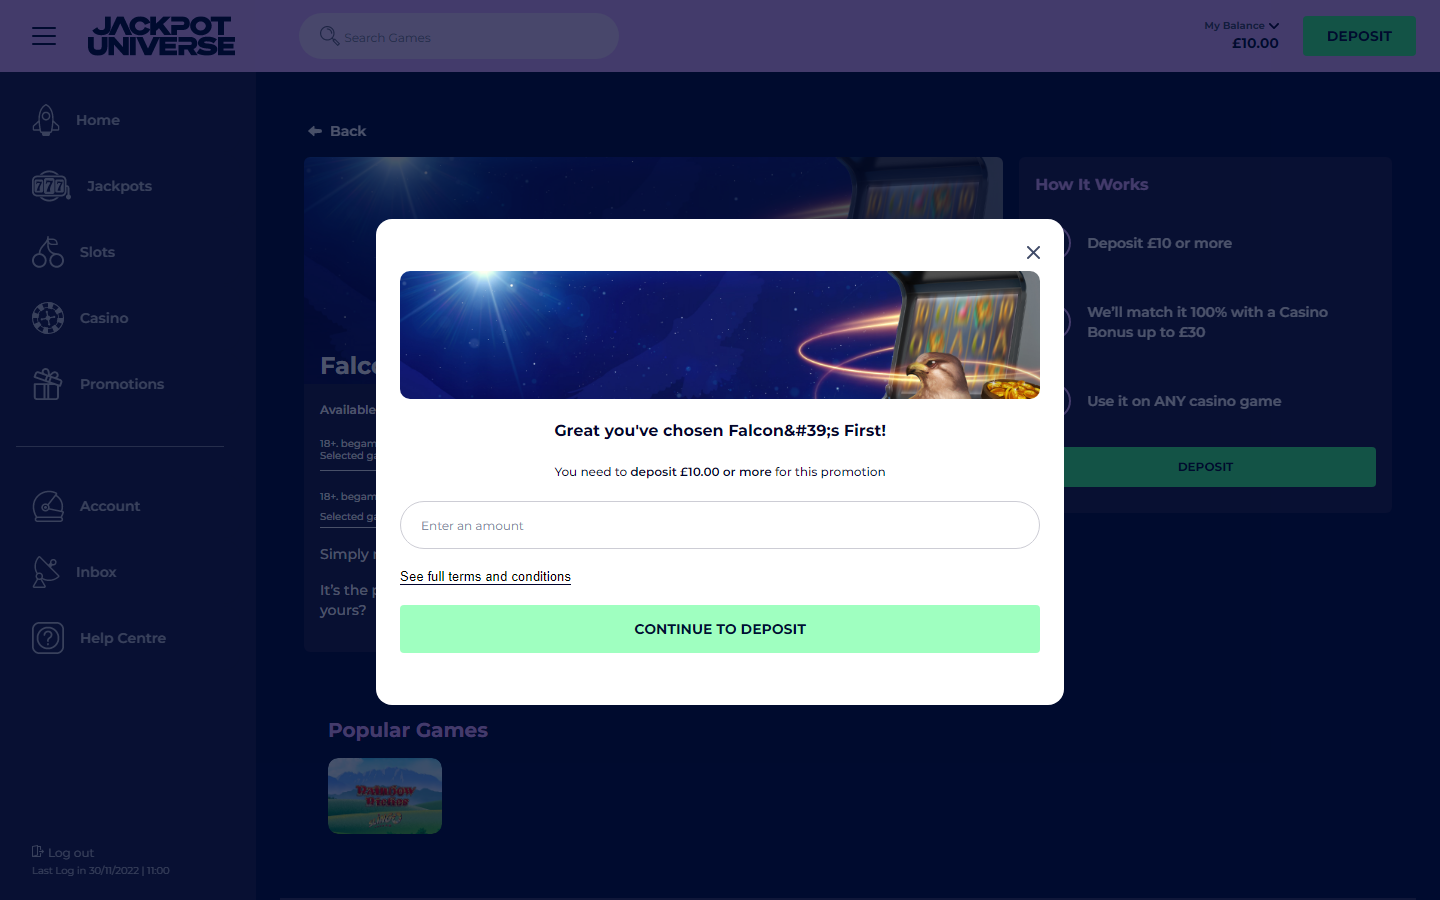 JACKPOT
UNIVERSE
Search Games
My Balance
£10.00
DEPOSIT
Home
Jackpots
Slots
Casino
Promotions
Account
Inbox
Help Centre
Log out
Last Log in 30/11/2022 | 11:00
Back
Falco
Available
18+. begam
Selected ga
18+. begam
Selected ga
Simply
It's the p
yours?
How It Works
Deposit £10 or more
We'll match it 100% with a Casino
Bonus up to £30
Use it on ANY casino game
DEPOSIT
Great you've chosen Falcon&#39;s First!
You need to deposit £10.00 or more for this promotion
Enter an amount
See full terms and conditions
CONTINUE TO DEPOSIT
Popular Games
Rainbow
Riches